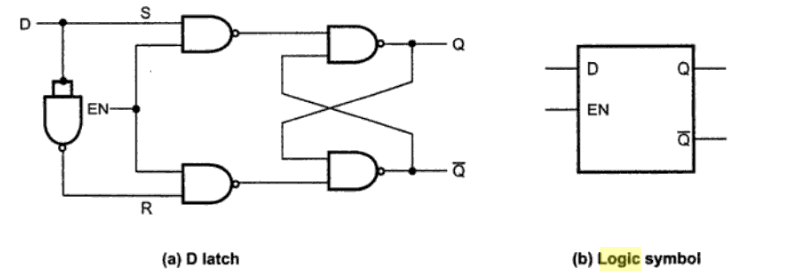 D
S
EN
R
Q
Q̅
D
Q
EN
Q̅
(a) D latch
(b) Logic symbol